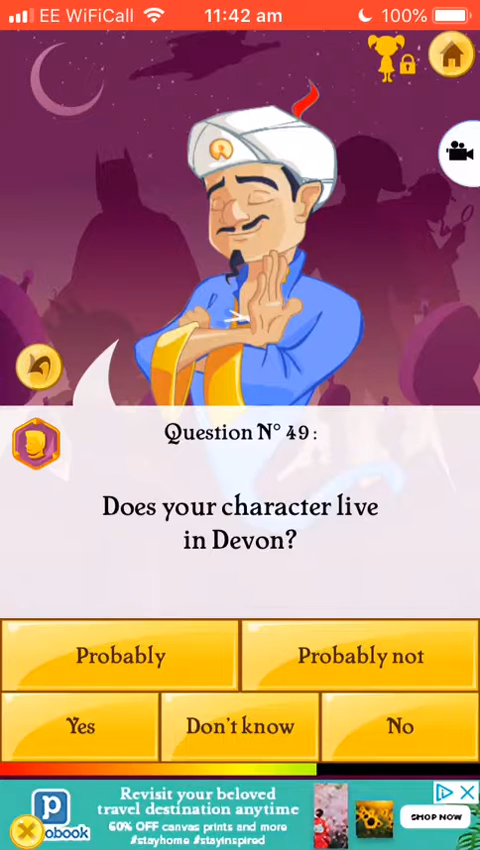 EE WiFiCall
11:42 am
100%
Question N° 49:
Does your character live
in Devon?
Probably
Probably not
Yes
Don't know
No
Revisit your beloved
travel destination anytime
60% OFF canvas prints and more
#stayhome #stayinspired
p
obook
SHOP NOW